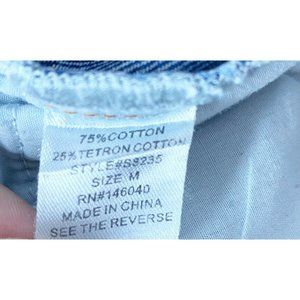 75%COTTON
25%TETRON COTTON
STYLE#S8235
SIZE M
RN#146040
MADE IN CHINA
SEE THE REVERSE